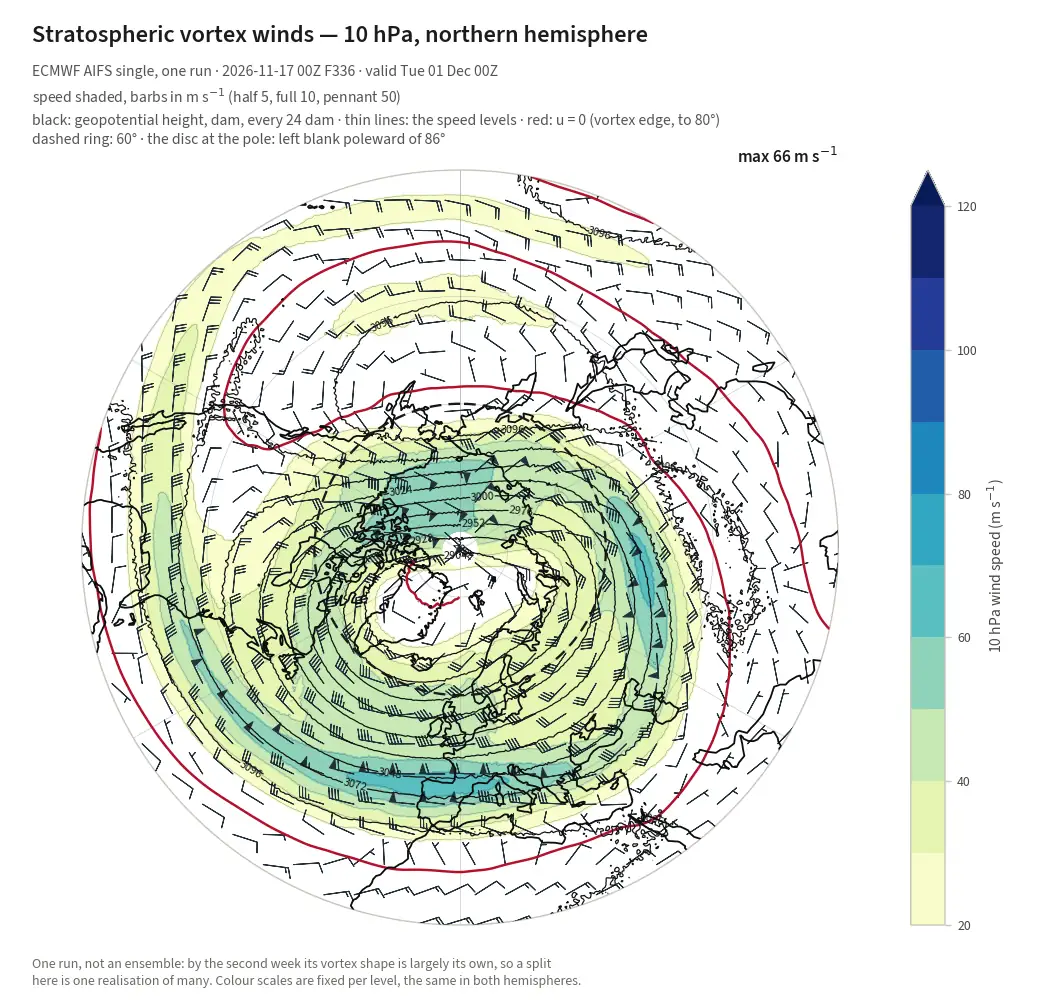 Stratospheric vortex winds — 10 hPa, northern hemisphere
ECMWF AIFS single, one run · 2026-11-17 00Z F336 · valid Tue 01 Dec 00Z
speed shaded, barbs in m s⁻¹ (half 5, full 10, pennant 50)
black: geopotential height, dam, every 24 dam · thin lines: the speed levels · red: u = 0 (vortex edge, to 80°)
dashed ring: 60° · the disc at the pole: left blank poleward of 86°
max 66 m s⁻¹
120
100
80
60
40
20
10 hPa wind speed (m s⁻¹)
3096
3096
3096
3024
3000
2976
2952
3096
3072
One run, not an ensemble: by the second week its vortex shape is largely its own, so a split
here is one realisation of many. Colour scales are fixed per level, the same in both hemispheres.